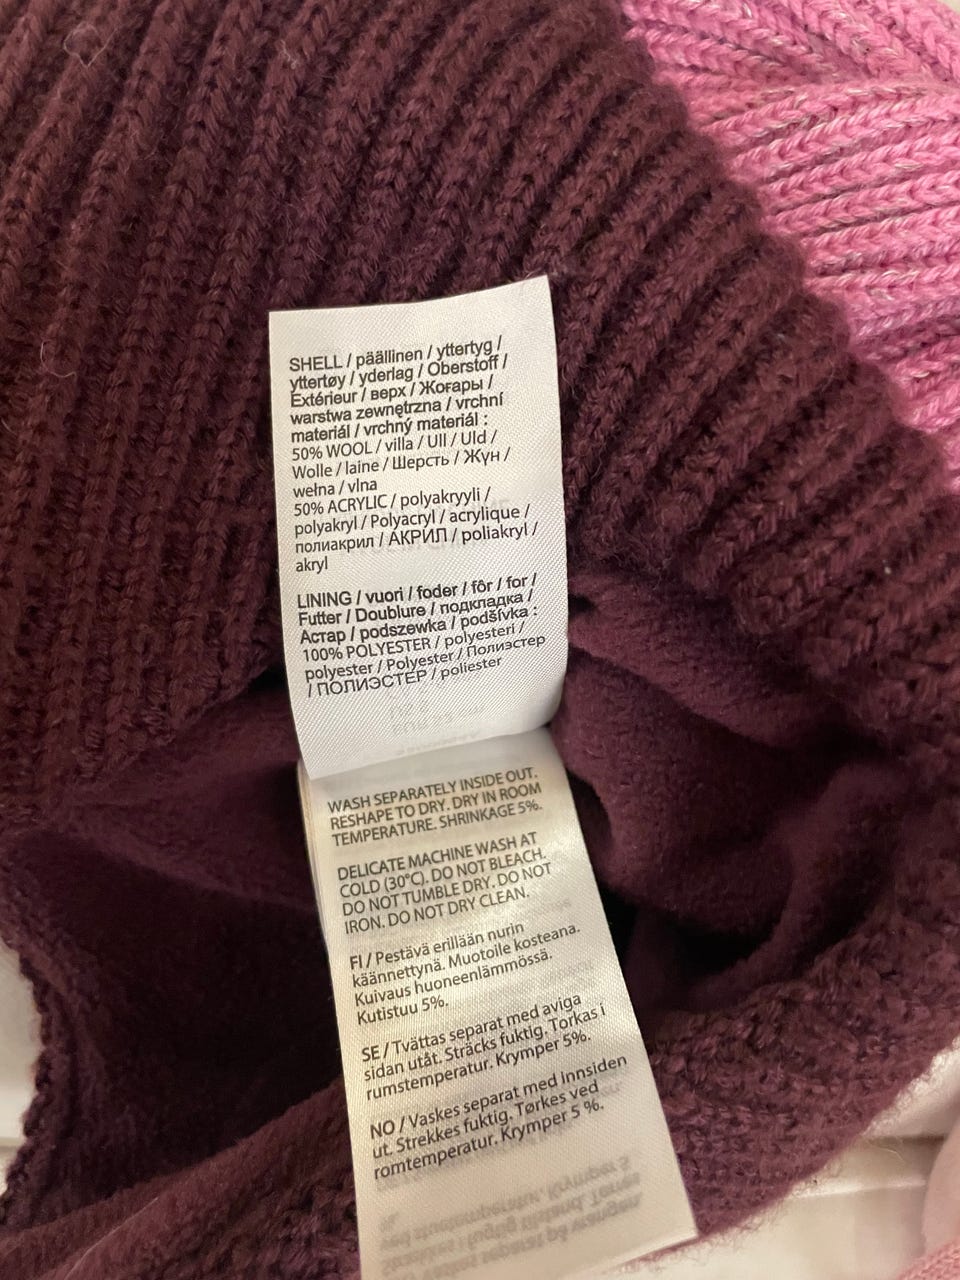 SHELL / päällinen / yttertyg /
yttertøy / yderlag / Oberstoff /
Extérieur / верх / Жоғары /
warstwa zewnętrzna / vrchní
materiál / vrchný materiál :
50% WOOL / villa / Ull / Uld /
Wolle / laine / Шерсть / Жүн /
wełna / vlna
50% ACRYLIC / polyakryyli /
polyakryl / Polyacryl / acrylique /
полиакрил / АКРИЛ / poliakryl /
akryl
LINING / vuori / foder / fôr / for /
Futter / Doublure / подкладка /
Астар / podszewka / podšívka :
100% POLYESTER / polyesteri /
polyester / Polyester / Полиэстер
/ ПОЛИЭСТЕР / poliester
WASH SEPARATELY INSIDE OUT.
RESHAPE TO DRY. DRY IN ROOM
TEMPERATURE. SHRINKAGE 5%.
DELICATE MACHINE WASH AT
COLD (30°C). DO NOT BLEACH.
DO NOT TUMBLE DRY. DO NOT
IRON. DO NOT DRY CLEAN.
FI / Pestävä erillään nurin
käännettynä. Muotoile kosteana.
Kuivaus huoneenlämmössä.
Kutistuu 5%.
SE / Tvättas separat med aviga
sidan utåt. Sträcks fuktig. Torkas i
rumstemperatur. Krymper 5%.
NO / Vaskes separat med innsiden
ut. Strekkes fuktig. Tørkes ved
romtemperatur. Krymper 5 %.